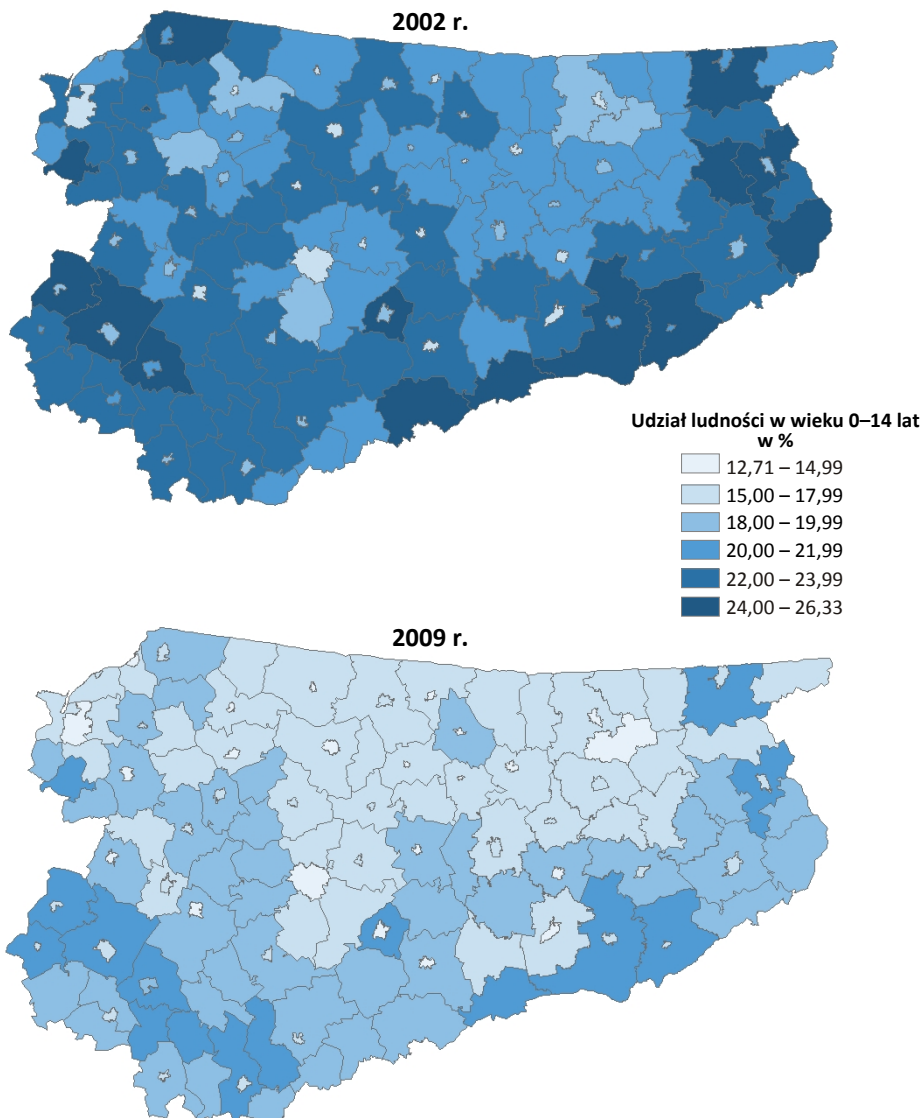 2002 r.
Udział ludności w wieku 0–14 lat
w %
12,71 – 14,99
15,00 – 17,99
18,00 – 19,99
20,00 – 21,99
22,00 – 23,99
24,00 – 26,33
2009 r.